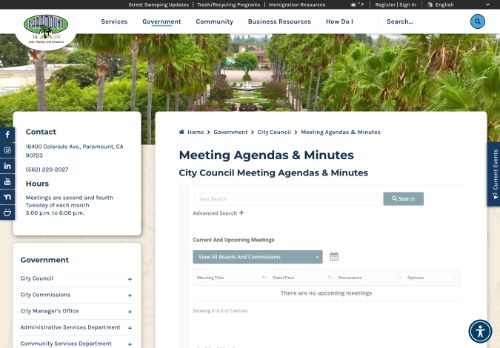 Street Sweeping Updates | Trash/Recycling Programs | Immigration Resources
° F
Register | Sign In
English
PARAMOUNT
Services
Government
Community
Business Resources
How Do I
Search...
Contact
16400 Colorado Ave., Paramount, CA
90723
(562) 220-2027
Hours
Meetings are second and fourth
Tuesday of each month
5:00 p.m. to 6:00 p.m.
Government
City Council +
City Commissions +
City Manager's Office +
Administrative Services Department +
Community Services Department +
Home > Government > City Council > Meeting Agendas & Minutes
Meeting Agendas & Minutes
City Council Meeting Agendas & Minutes
Text Search
Search
Advanced Search +
Current And Upcoming Meetings
View All Boards And Commissions
Meeting Title
Date/Time
Documents
Options
There are no upcoming meetings
Showing 0 to 0 of 0 entries
Current Events